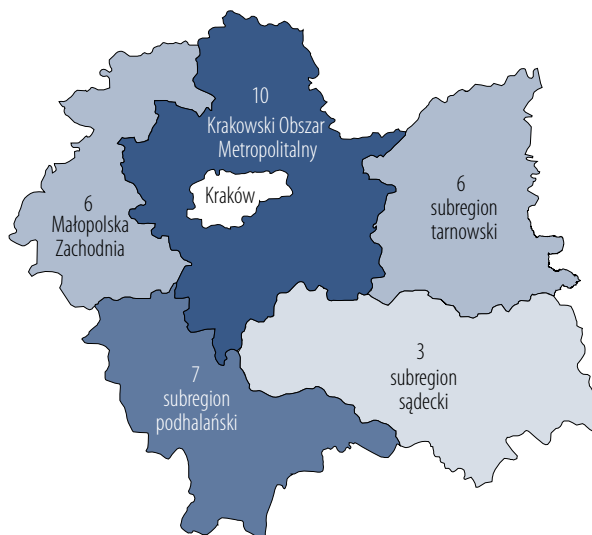 10
Krakowski Obszar
Metropolitalny
Kraków
6
Małopolska
Zachodnia
6
subregion
tarnowski
3
subregion
sądecki
7
subregion
podhalański